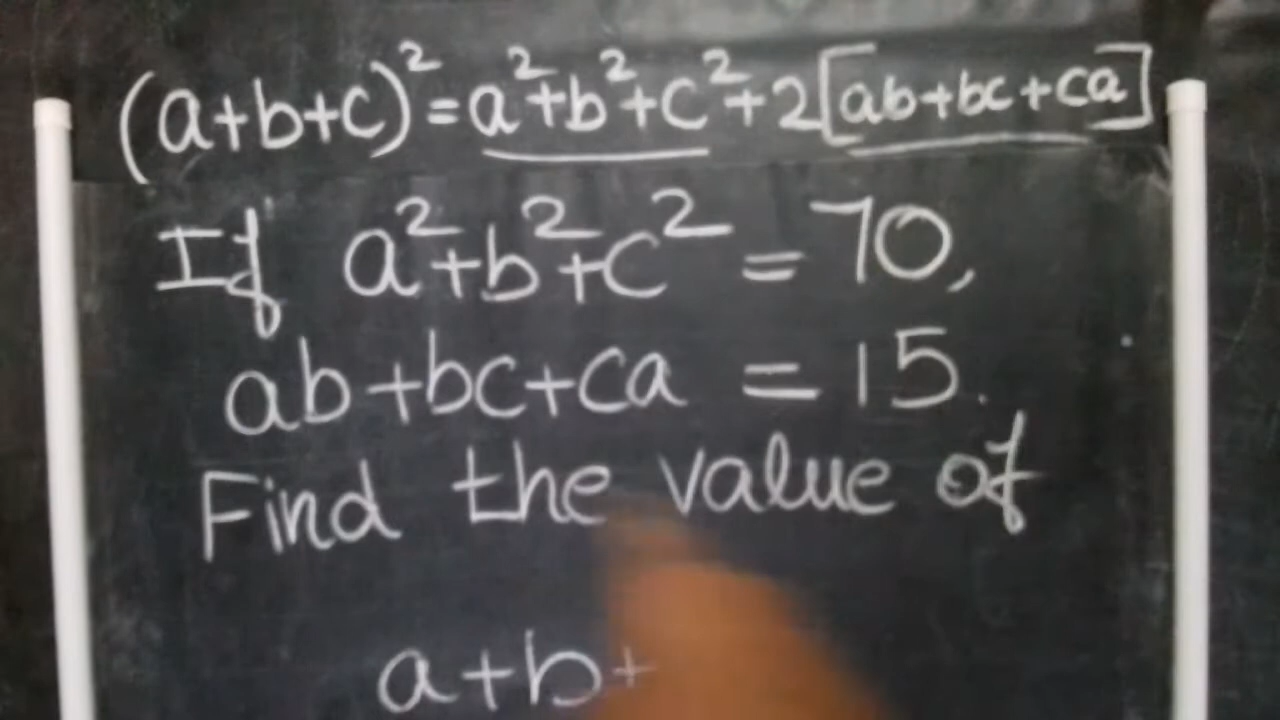 (a+b+c)²=a²+b²+c²+2[ab+bc+ca]
If a²+b²+c² = 70,
ab+bc+ca = 15.
Find the value of
a+b+